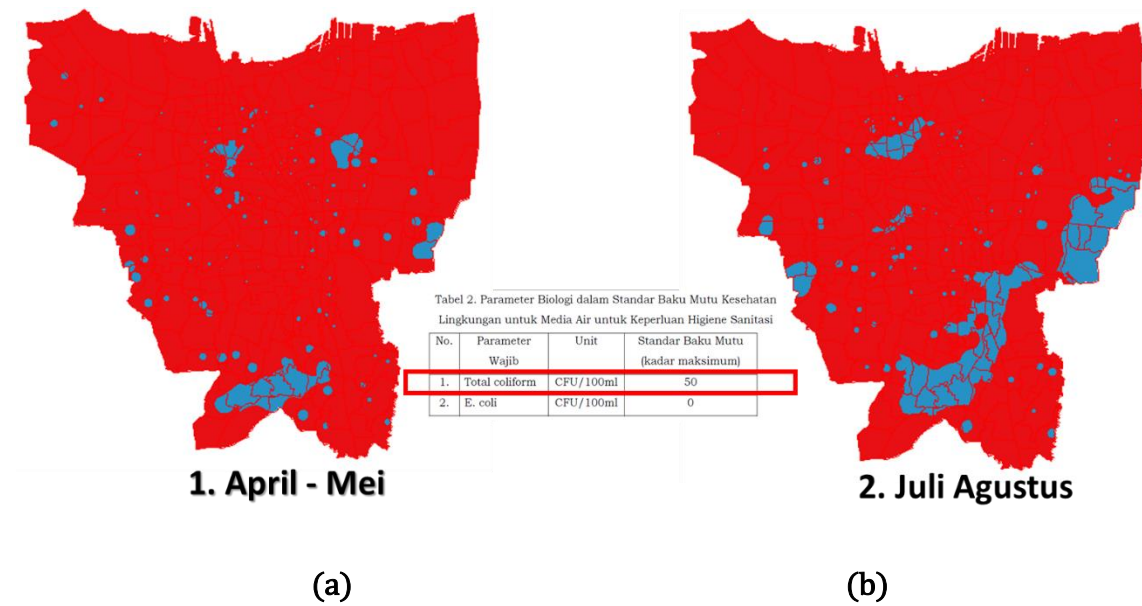 Tabel 2. Parameter Biologi dalam Standar Baku Mutu Kesehatan
Lingkungan untuk Media Air untuk Keperluan Higiene Sanitasi
No. Parameter Wajib Unit Standar Baku Mutu (kadar maksimum)
1. Total coliform CFU/100ml 50
2. E. coli CFU/100ml 0
1. April - Mei
2. Juli Agustus
(a)
(b)